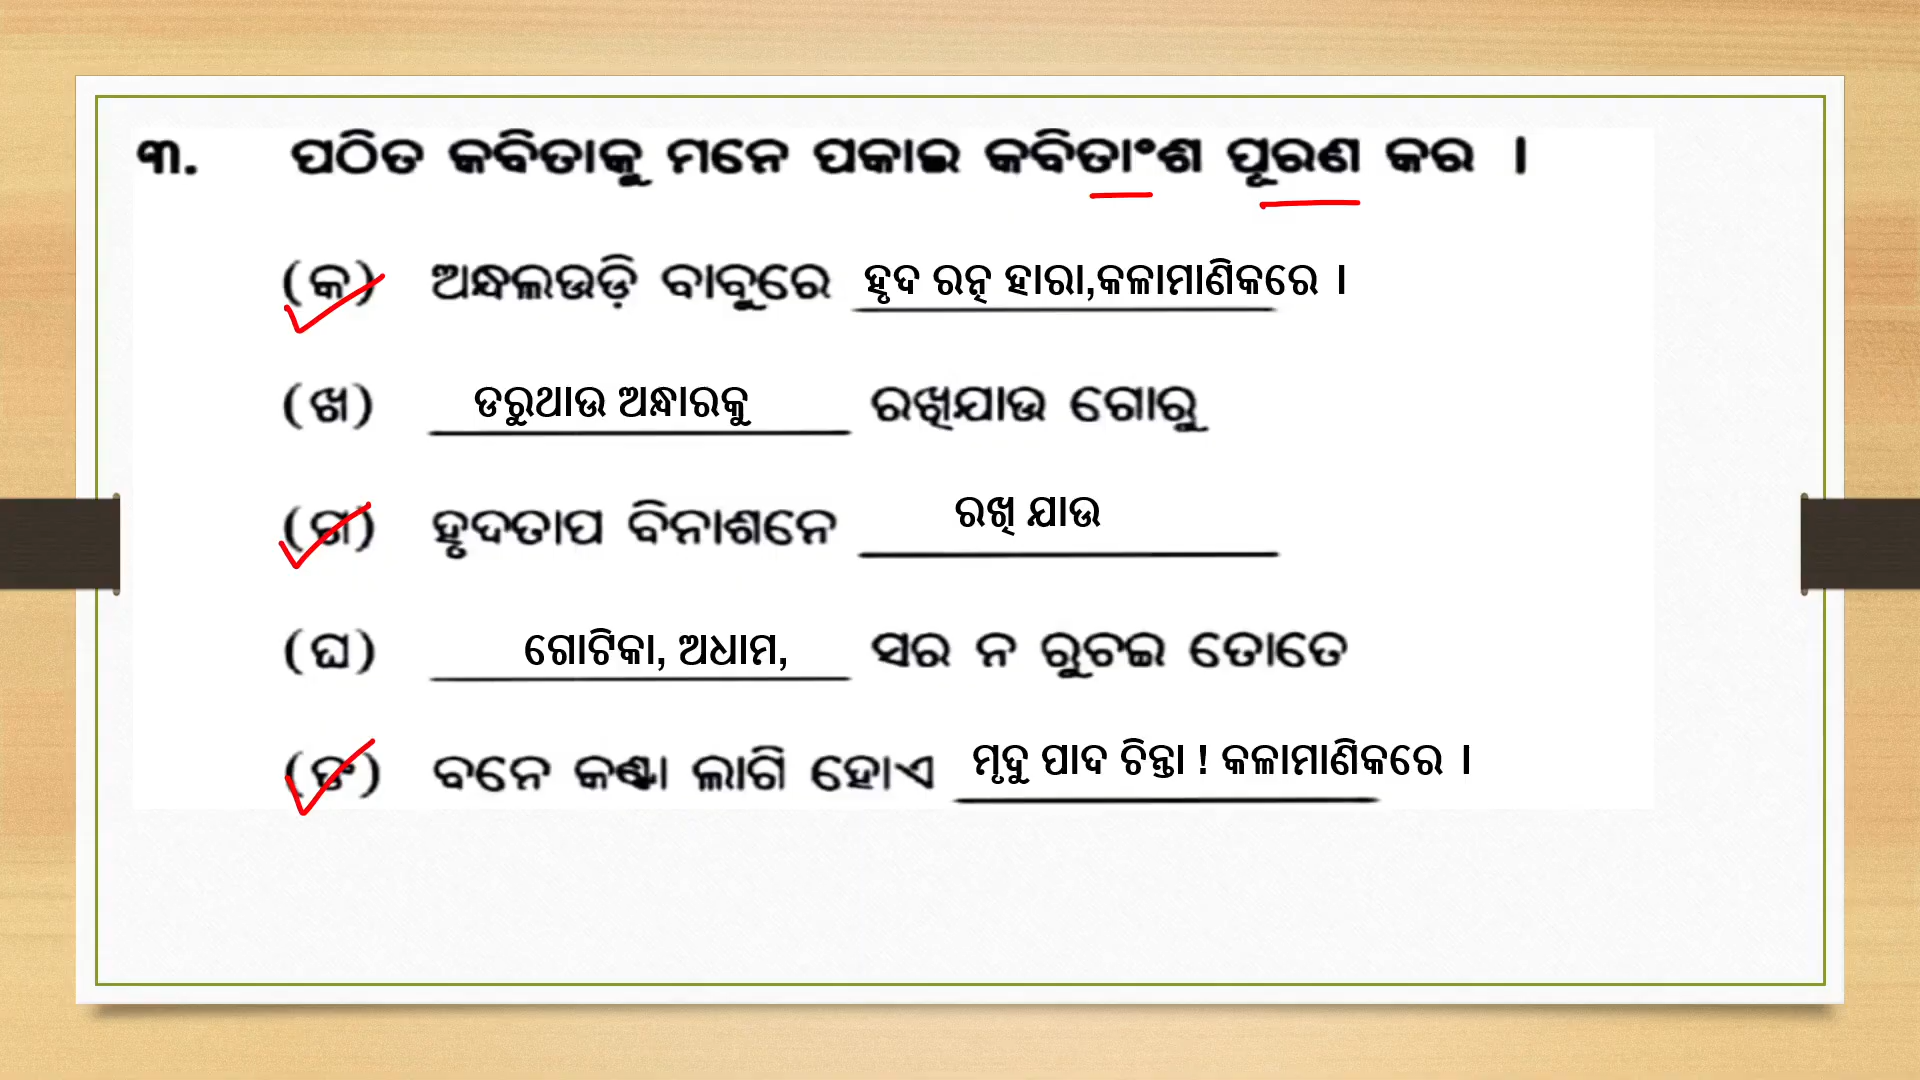 ୩. ପଠିତ କବିତାକୁ ମନେ ପକାଇ କବିତାଂଶ ପୂରଣ କର ।
(କ) ଅନ୍ଧଲଉଡ଼ି ବାବୁରେ ହୃଦ ରତ୍ନ ହାରା,କଳାମାଣିକରେ ।
(ଖ) ଡରୁଥାଉ ଅନ୍ଧାରକୁ ରଖିଯାଉ ଗୋରୁ
(ଗ) ହୃଦତାପ ବିନାଶନେ ରଖି ଯାଉ
(ଘ) ଗୋଟିକା, ଅଧାମ, ସର ନ ରୁଚଇ ତୋତେ
(ଙ) ବନେ କଣ୍ଟା ଲାଗି ହୋଏ ମୃଦୁ ପାଦ ଚିନ୍ତା ! କଳାମାଣିକରେ ।